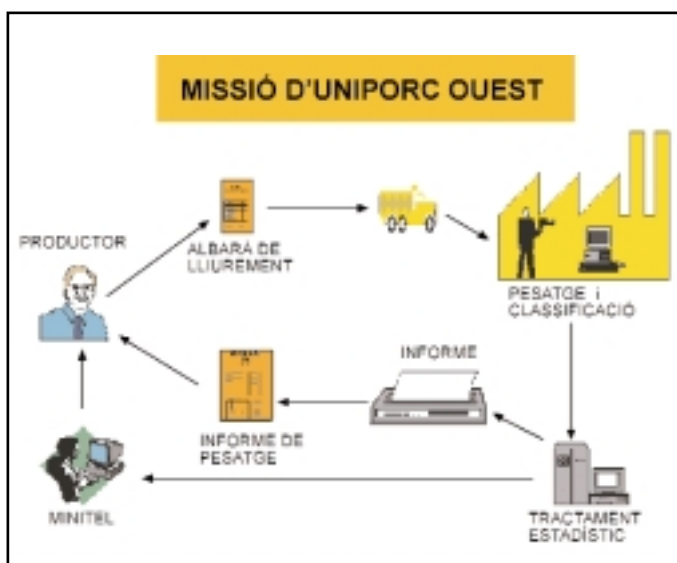 MISSIÓ D'UNIPORC OUEST
PRODUCTOR
ALBARÀ DE
LLIUREMENT
PESATGE i
CLASSIFICACIÓ
INFORME
INFORME DE
PESATGE
MINITEL
TRACTAMENT
ESTADÍSTIC